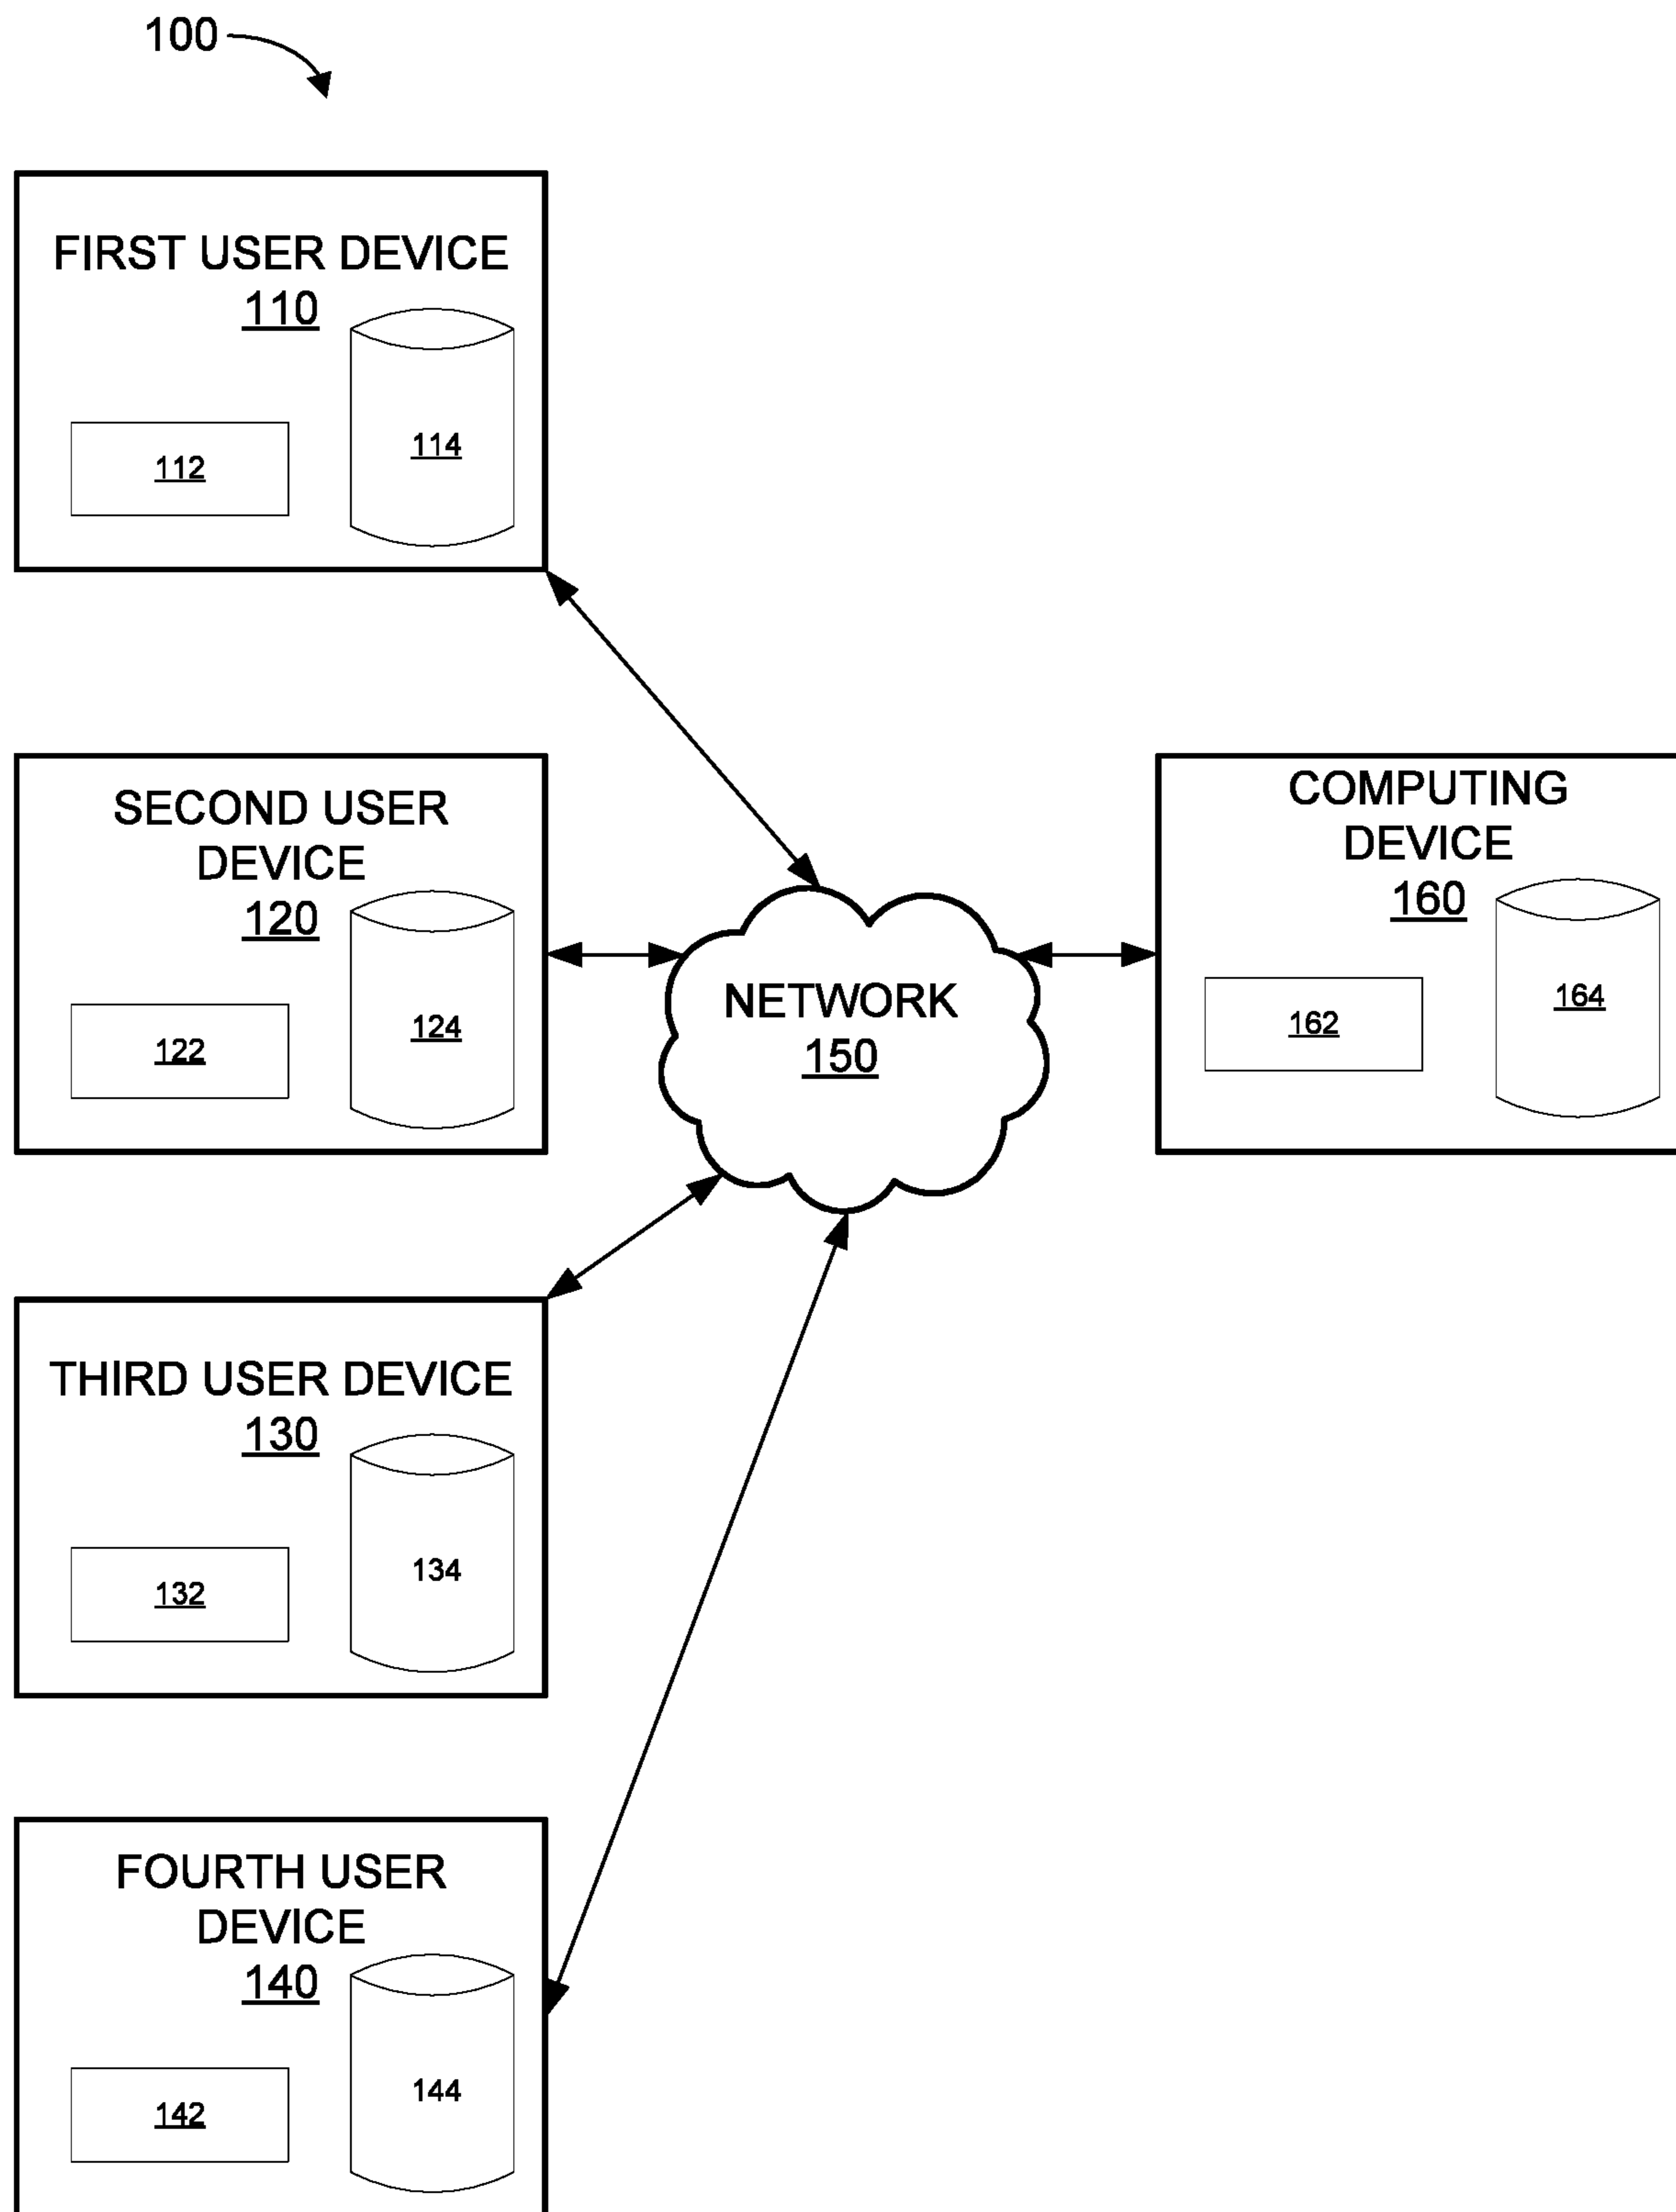 100
FIRST USER DEVICE
110
112
114
SECOND USER
DEVICE
120
122
124
NETWORK
150
COMPUTING
DEVICE
160
162
164
THIRD USER DEVICE
130
132
134
FOURTH USER
DEVICE
140
142
144